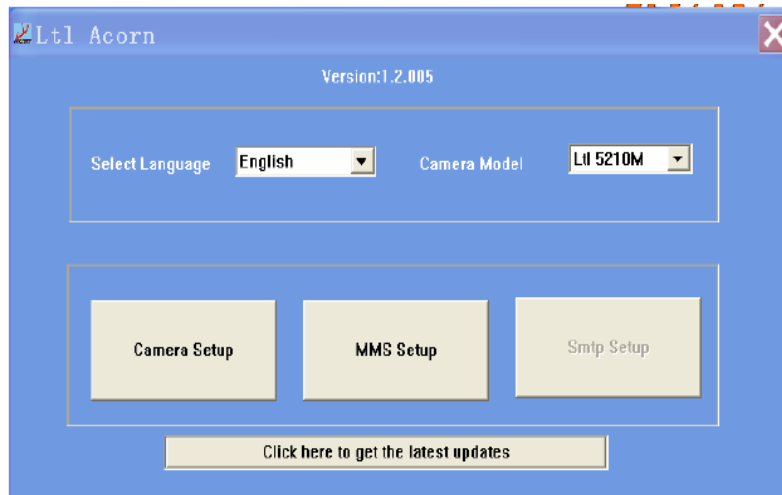 Ltl Acorn
Version:1.2.005
Select Language English Camera Model Ltl 5210M
Camera Setup MMS Setup Smtp Setup
Click here to get the latest updates